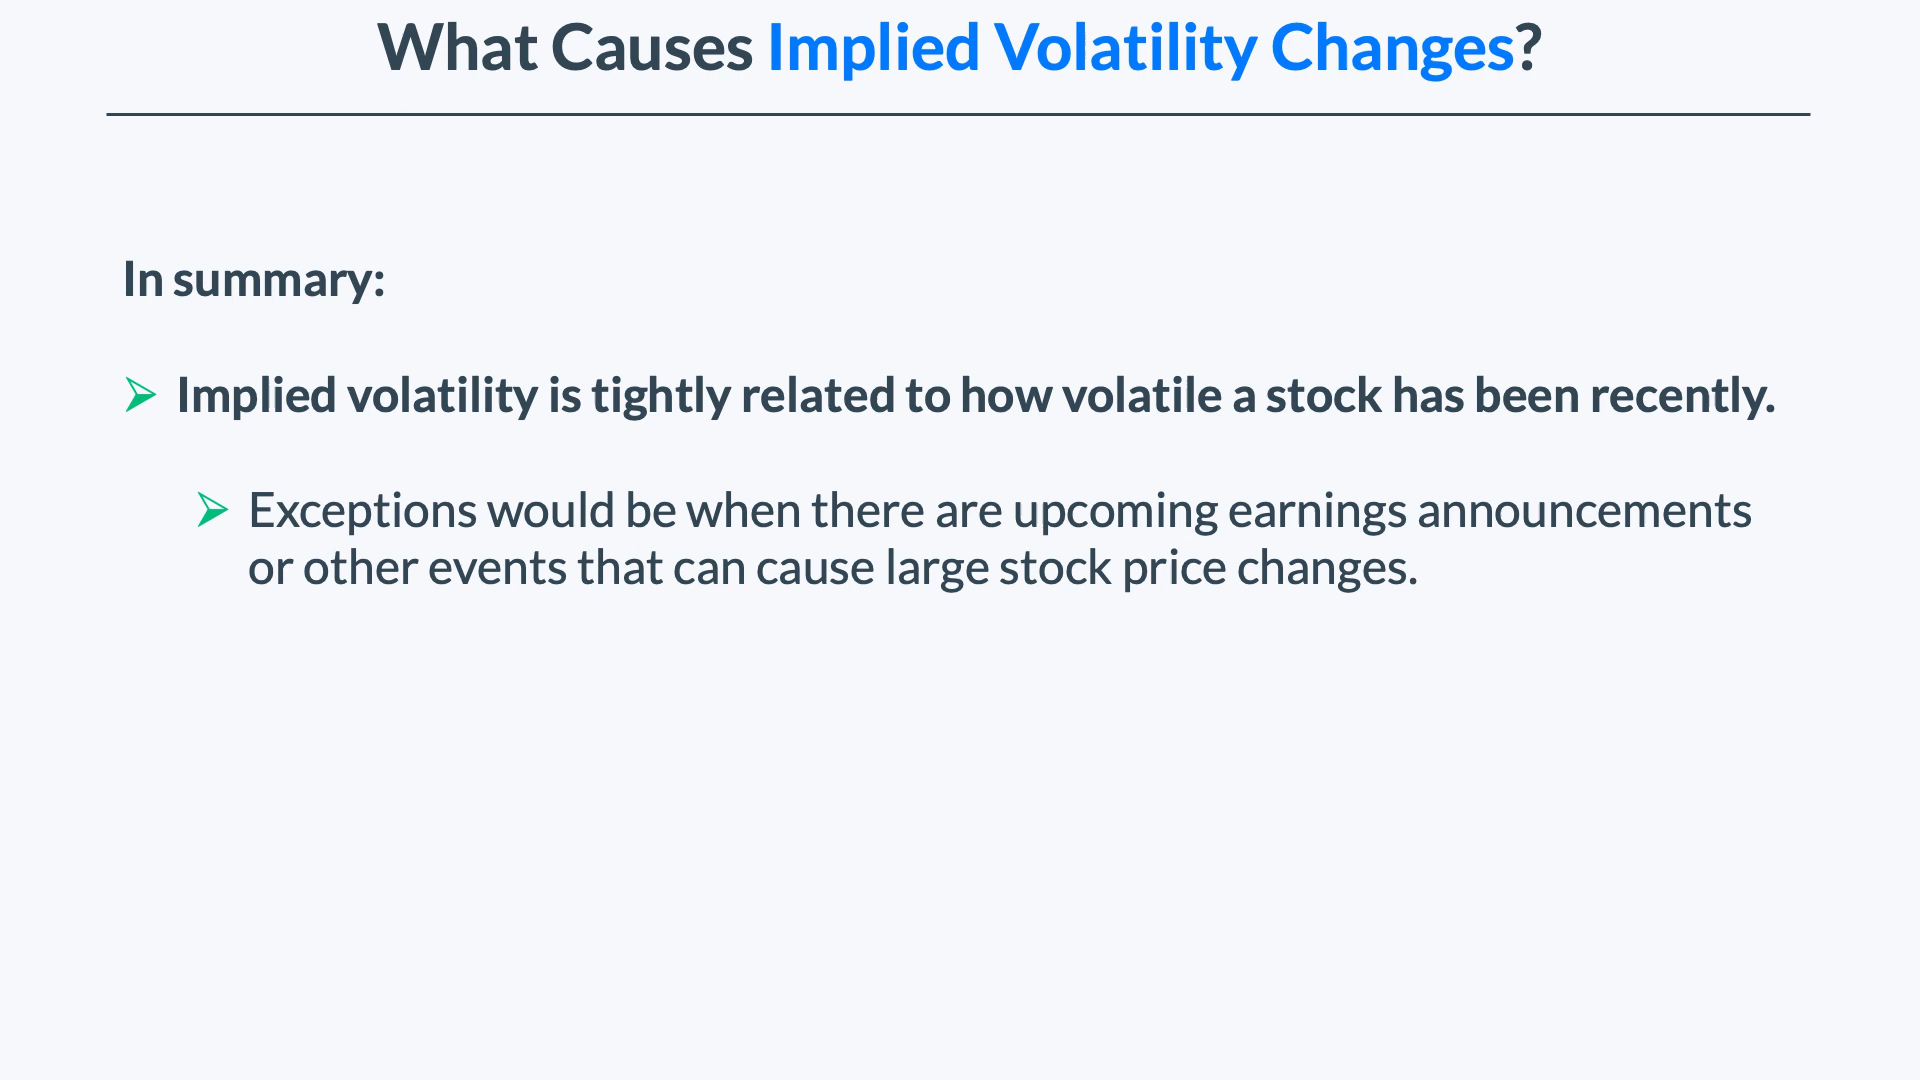 What Causes Implied Volatility Changes?
In summary:
Implied volatility is tightly related to how volatile a stock has been recently.
Exceptions would be when there are upcoming earnings announcements
or other events that can cause large stock price changes.